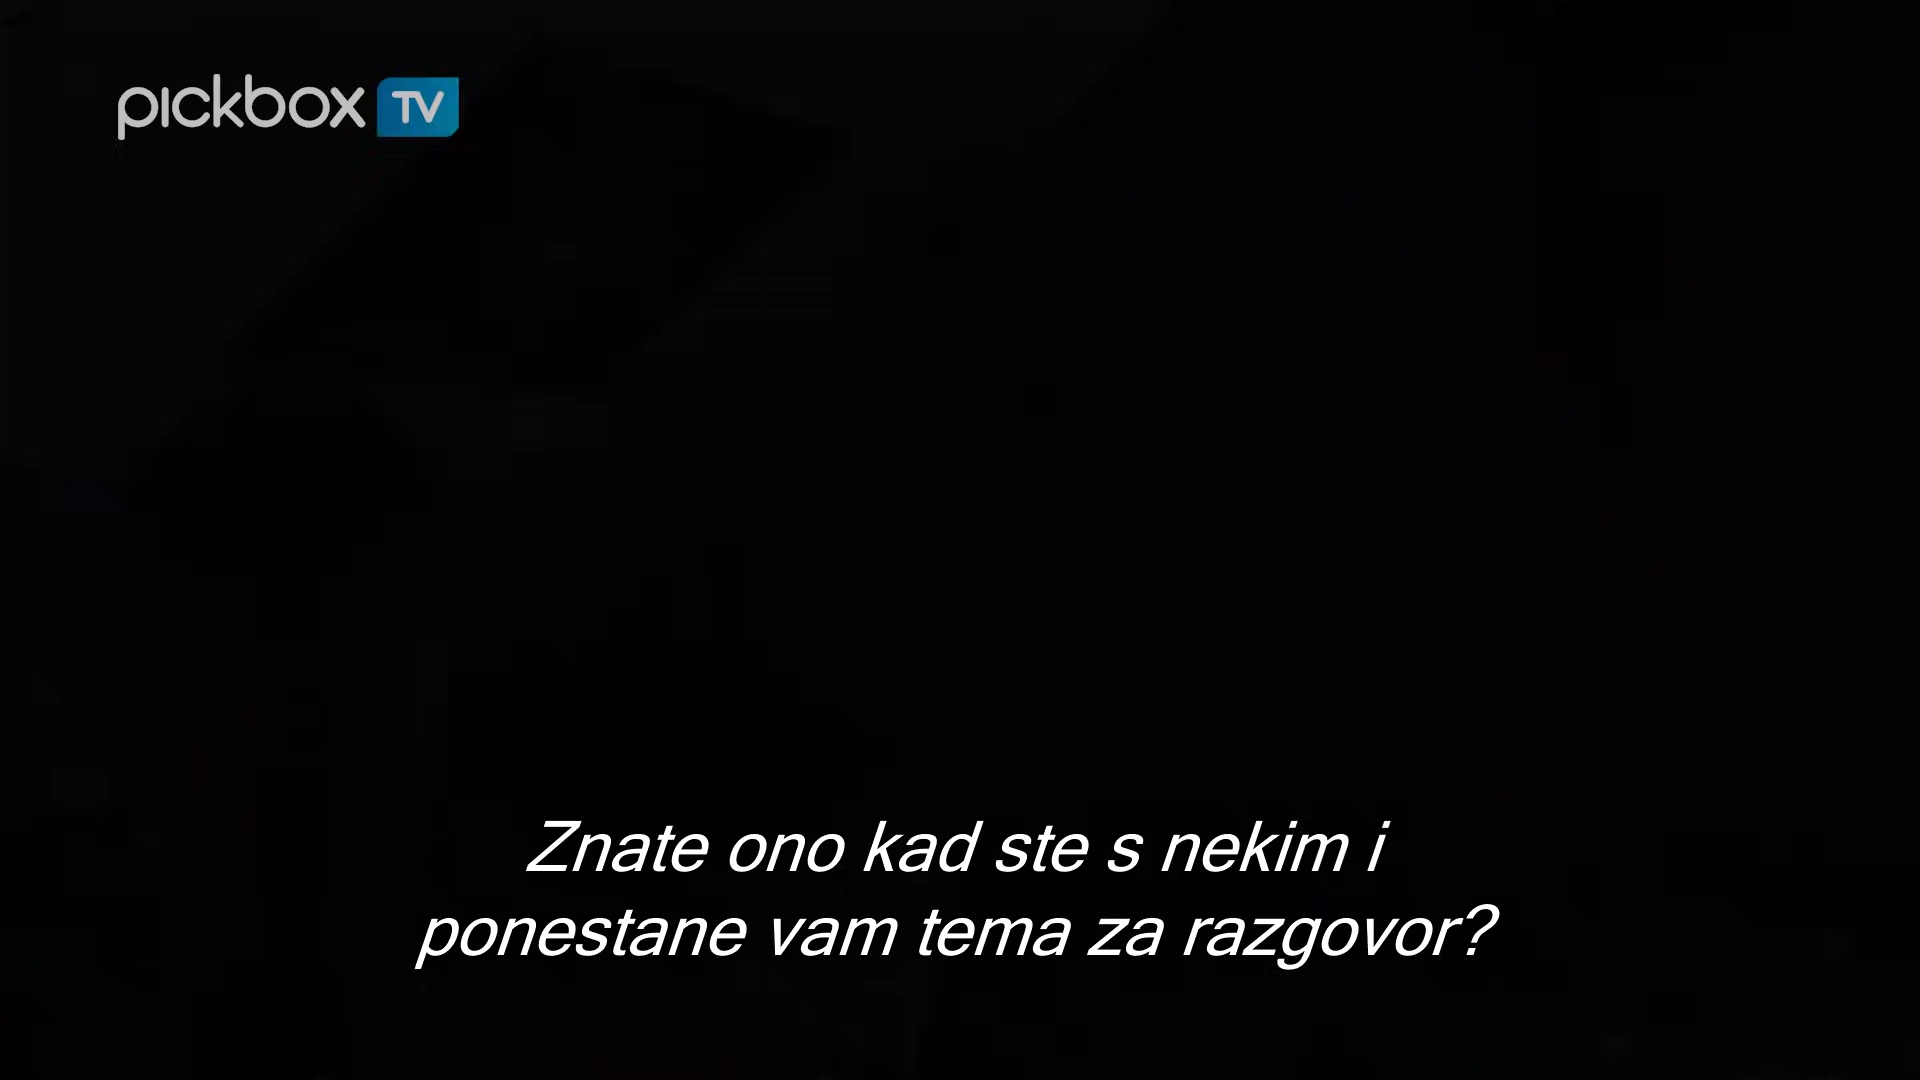 pickbox TV
Znate ono kad ste s nekim i
ponestane vam tema za razgovor?